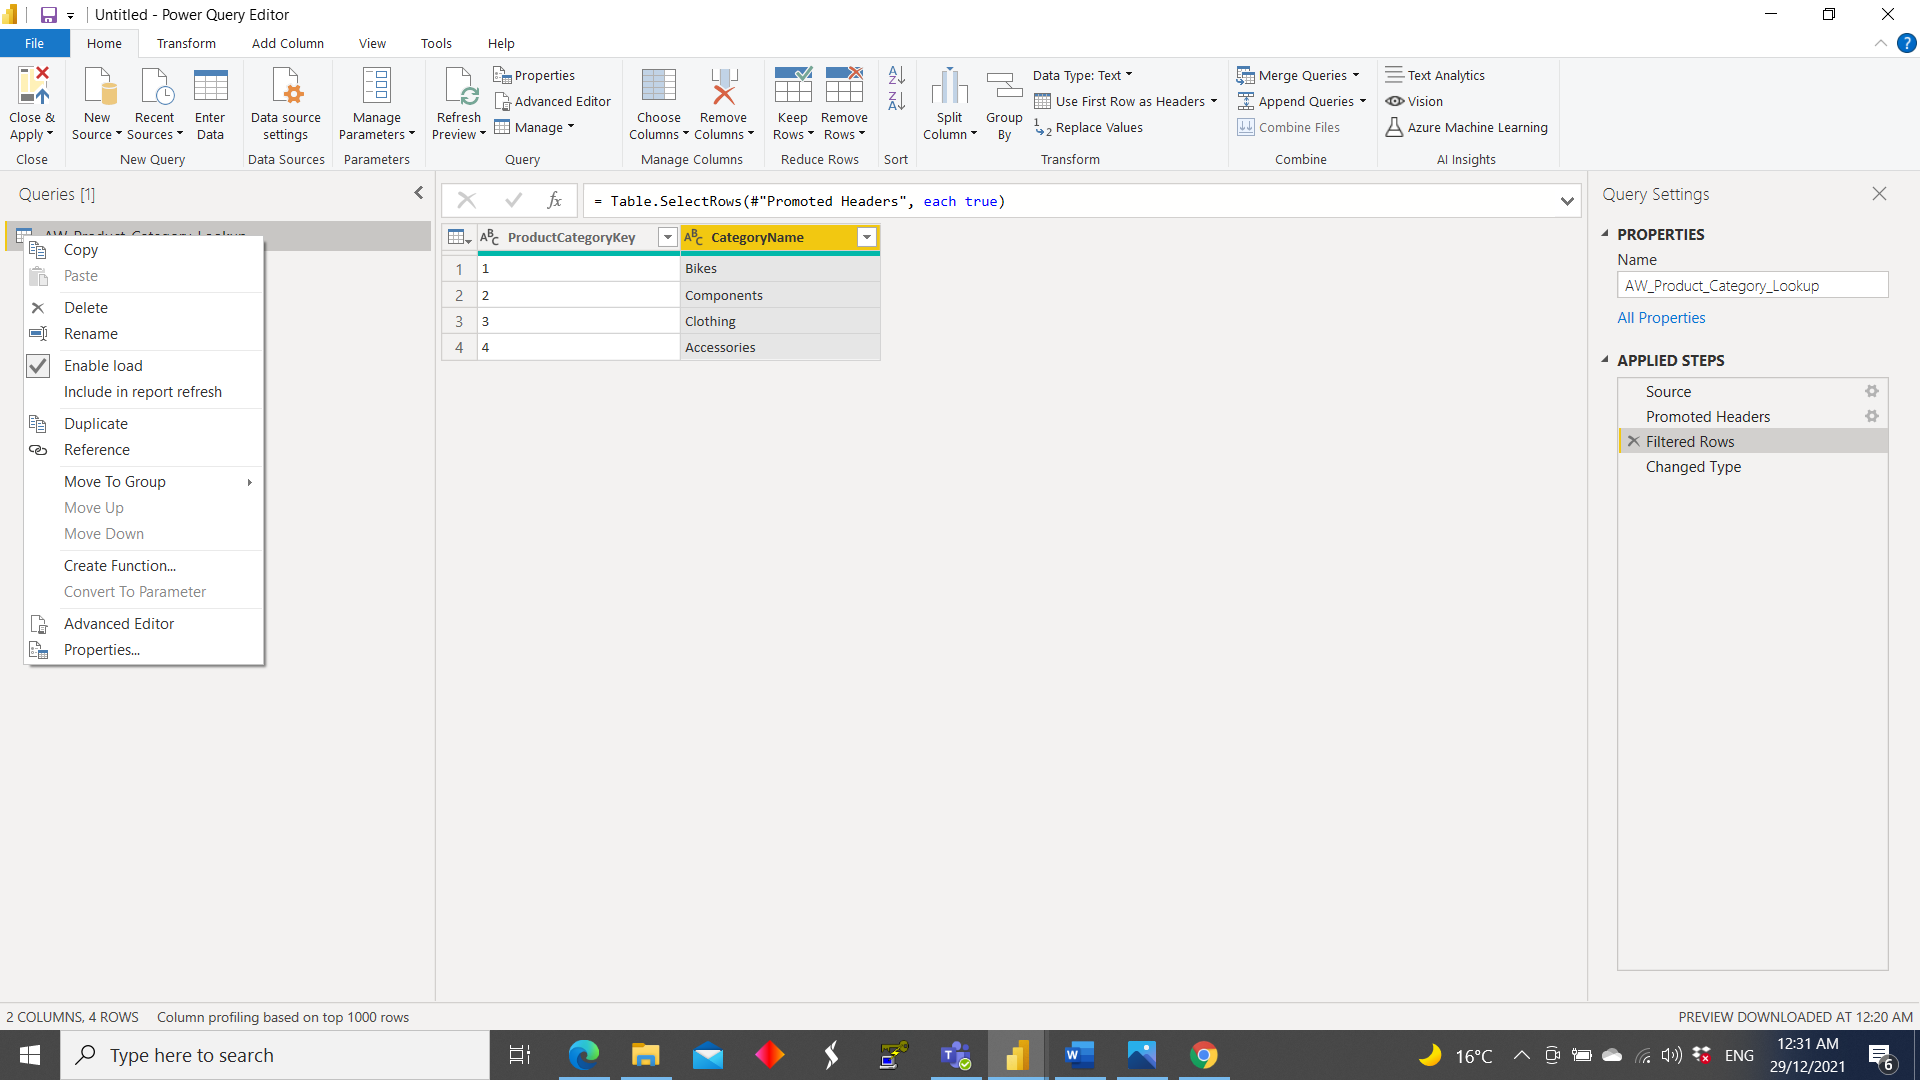 Untitled - Power Query Editor
File Home Transform Add Column View Tools Help
Close & Apply
New Source
Recent Sources
Enter Data
Data source settings
Manage Parameters
Refresh Preview
Properties
Advanced Editor
Manage
Choose Columns
Remove Columns
Keep Rows
Remove Rows
Split Column
Group By
Data Type: Text
Use First Row as Headers
Replace Values
Merge Queries
Append Queries
Combine Files
Text Analytics
Vision
Azure Machine Learning
Close New Query Data Sources Parameters Query Manage Columns Reduce Rows Sort Transform Combine AI Insights
Queries [1]
AW_Product_Category_Lookup
Copy
Paste
Delete
Rename
Enable load
Include in report refresh
Duplicate
Reference
Move To Group
Move Up
Move Down
Create Function...
Convert To Parameter
Advanced Editor
Properties...
fx = Table.SelectRows(#"Promoted Headers", each true)
ABC ProductCategoryKey ABC CategoryName
1 1 Bikes
2 2 Components
3 3 Clothing
4 4 Accessories
Query Settings
PROPERTIES
Name
AW_Product_Category_Lookup
All Properties
APPLIED STEPS
Source
Promoted Headers
Filtered Rows
Changed Type
2 COLUMNS, 4 ROWS Column profiling based on top 1000 rows PREVIEW DOWNLOADED AT 12:20 AM
Type here to search
16°C
ENG
12:31 AM
29/12/2021
6